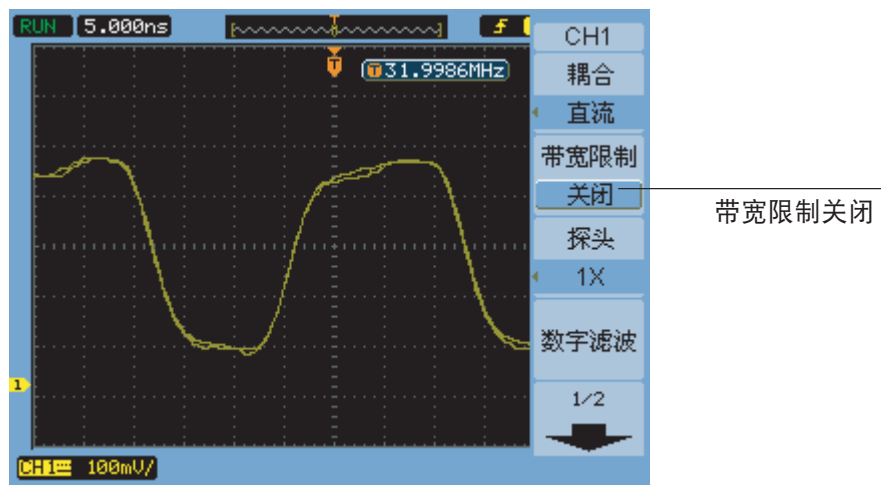 RUN 5.000ns
T
T
T 31.9986MHz
CH1
耦合
直流
带宽限制
关闭
带宽限制关闭
探头
1X
数字滤波
1/2
1
CH1 100mV/